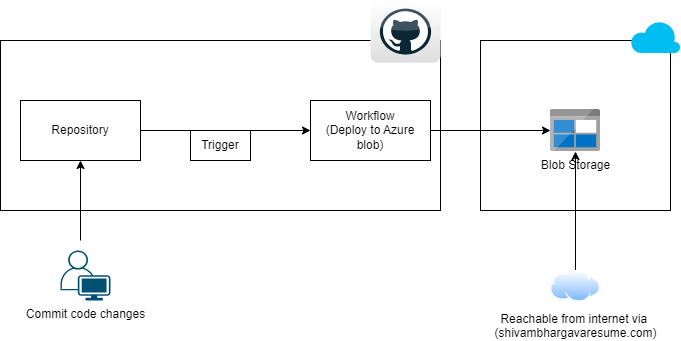 Repository
Trigger
Workflow
(Deploy to Azure
blob)
Blob Storage
Commit code changes
Reachable from internet via
(shivambhargavaresume.com)